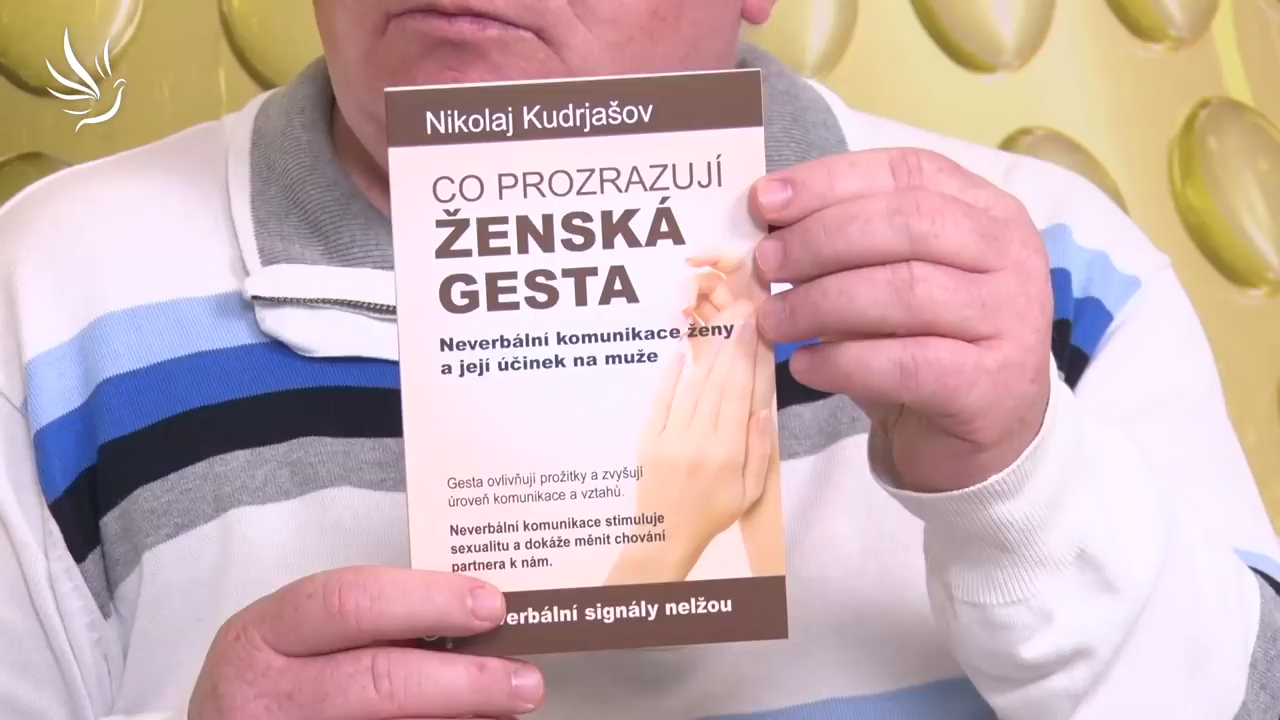 Nikolaj Kudrjašov
CO PROZRAZUJÍ
ŽENSKÁ
GESTA
Neverbální komunikace ženy
a její účinek na muže
Gesta ovlivňují prožitky a zvyšují
úroveň komunikace a vztahů.
Neverbální komunikace stimuluje
sexualitu a dokáže měnit chování
partnera k nám.
signály nelžou